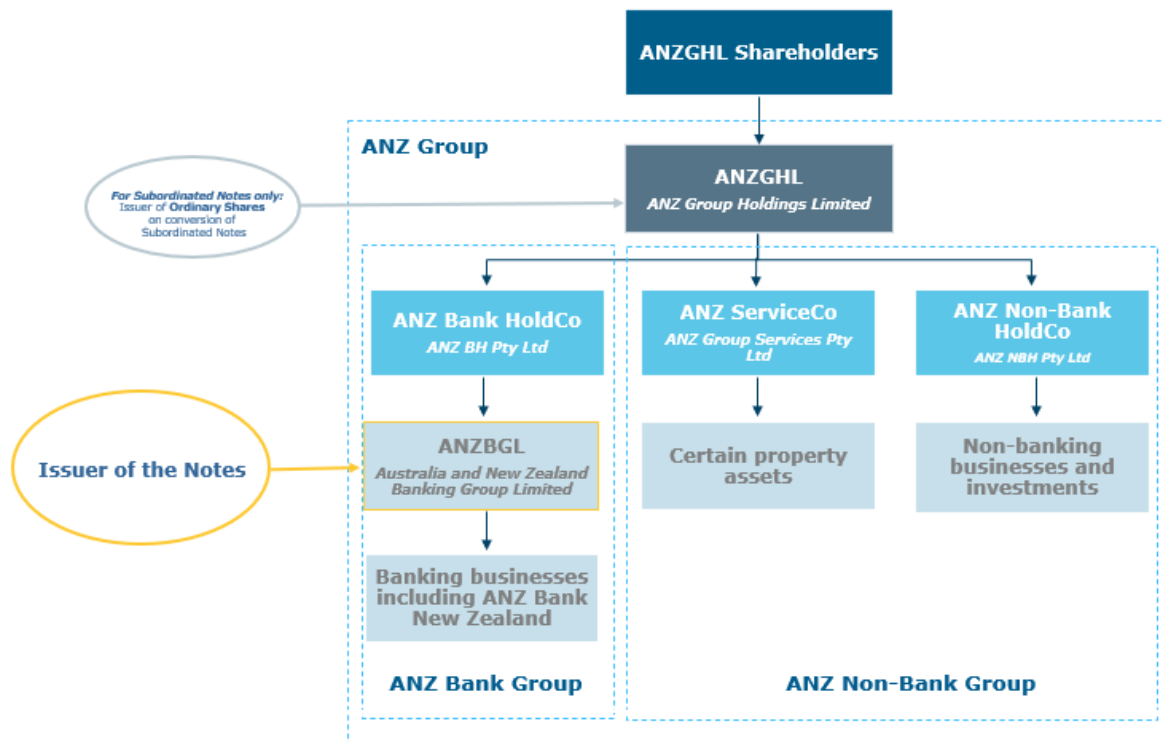 ANZGHL Shareholders
ANZ Group
ANZGHL
ANZ Group Holdings Limited
For Subordinated Notes only:
Issuer of Ordinary Shares
on conversion of
Subordinated Notes
ANZ Bank HoldCo
ANZ BH Pty Ltd
ANZ ServiceCo
ANZ Group Services Pty
Ltd
ANZ Non-Bank
HoldCo
ANZ NBH Pty Ltd
Issuer of the Notes
ANZBGL
Australia and New Zealand
Banking Group Limited
Certain property
assets
Non-banking
businesses and
investments
Banking businesses
including ANZ Bank
New Zealand
ANZ Bank Group
ANZ Non-Bank Group